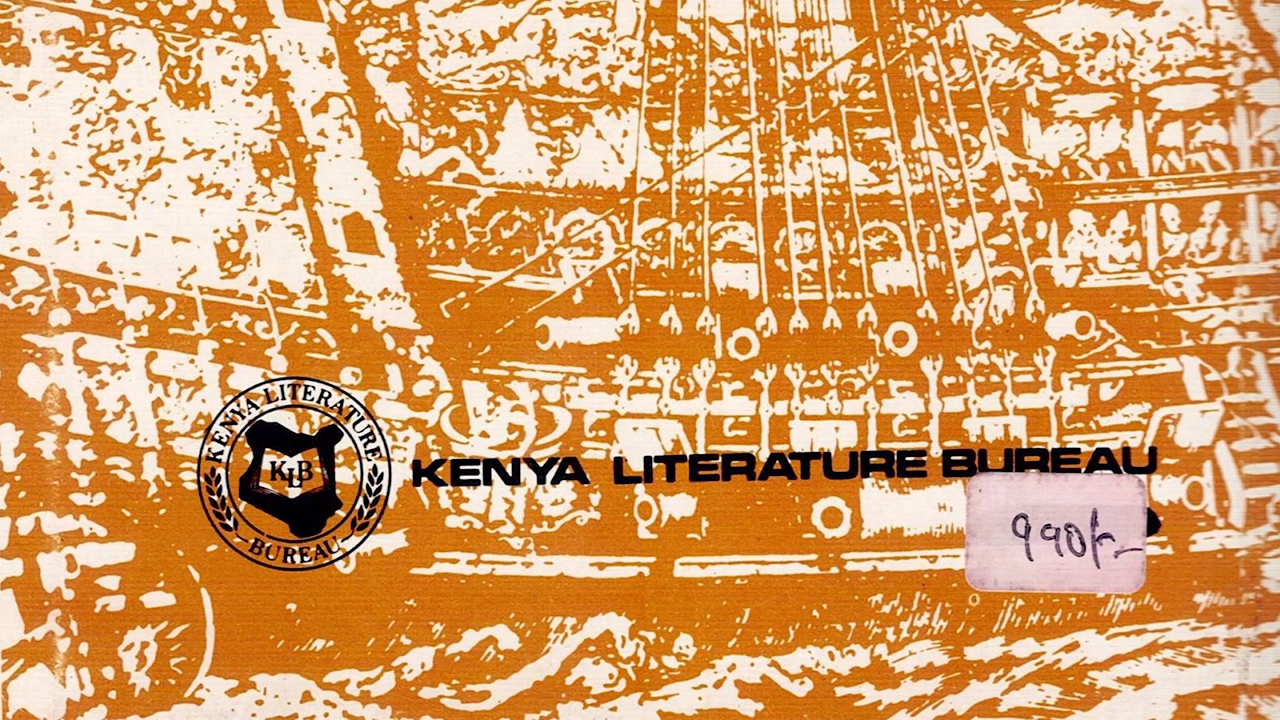 KENYA LITERATURE
KLB
BUREAU
KENYA LITERATURE BUREAU
990/-